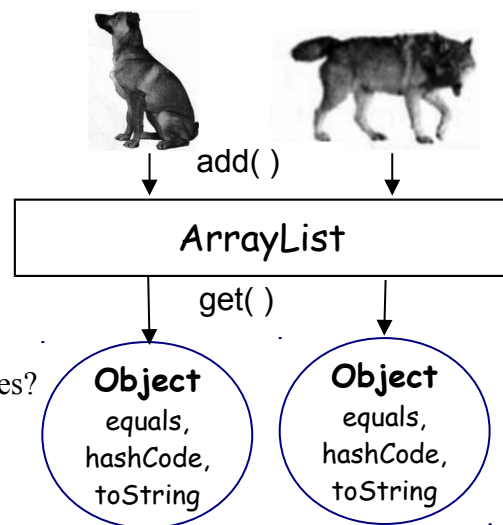 add( )
ArrayList
get( )
es?
Object
equals,
hashCode,
toString
Object
equals,
hashCode,
toString